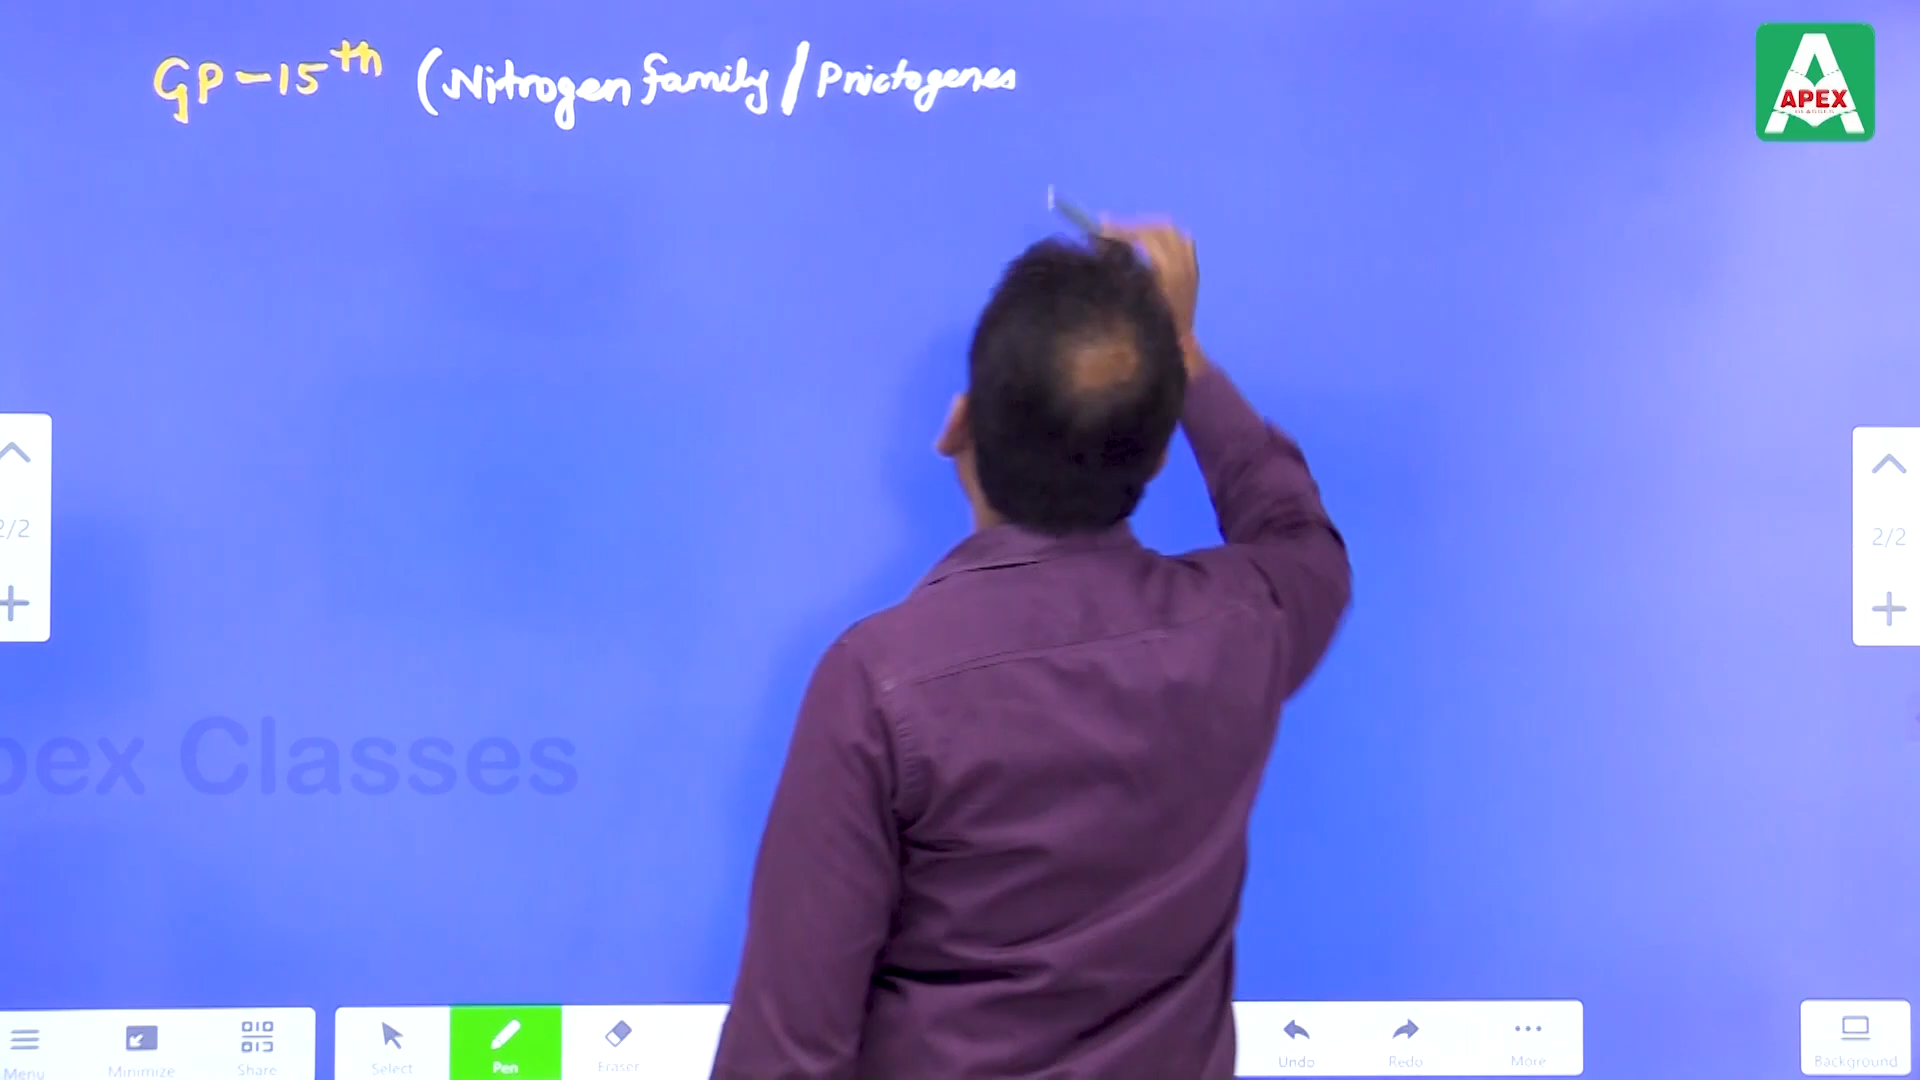 GP-15th (Nitrogen family / Pnictogenes
APEX
2/2
2/2
pex Classes
Menu
Minimize
Share
Select
Pen
Eraser
Undo
Redo
More
Background